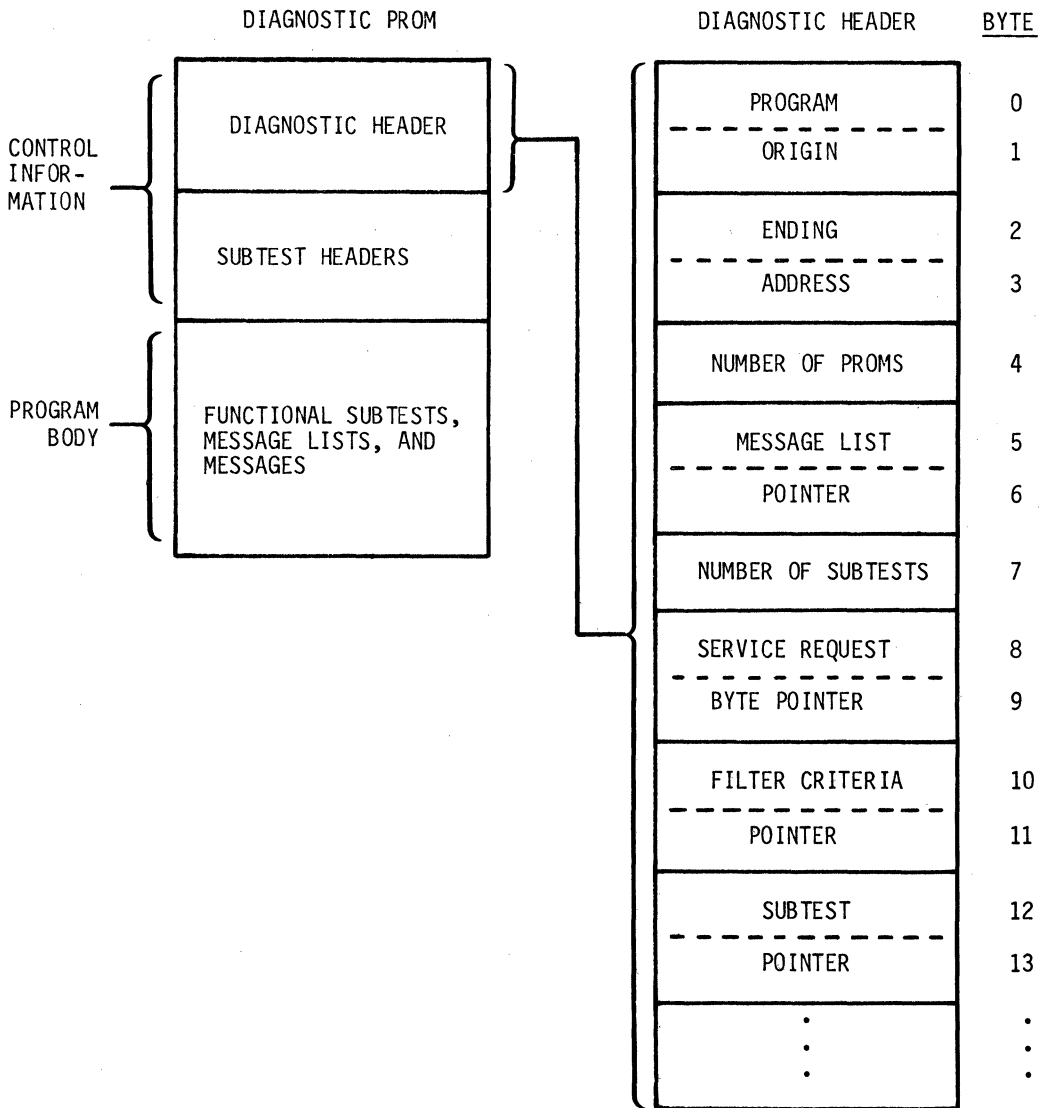 DIAGNOSTIC PROM
CONTROL
INFOR-
MATION
DIAGNOSTIC HEADER
SUBTEST HEADERS
PROGRAM
BODY
FUNCTIONAL SUBTESTS,
MESSAGE LISTS, AND
MESSAGES
DIAGNOSTIC HEADER BYTE
PROGRAM 0
ORIGIN 1
ENDING 2
ADDRESS 3
NUMBER OF PROMS 4
MESSAGE LIST 5
POINTER 6
NUMBER OF SUBTESTS 7
SERVICE REQUEST 8
BYTE POINTER 9
FILTER CRITERIA 10
POINTER 11
SUBTEST 12
POINTER 13